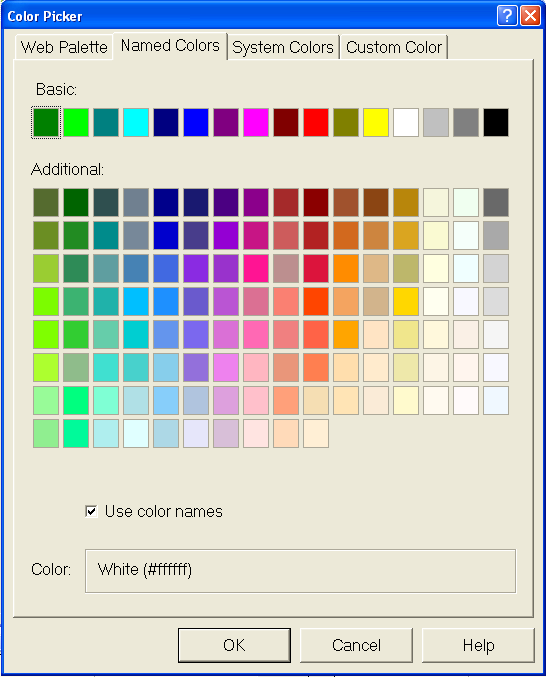 Color Picker
Web Palette Named Colors System Colors Custom Color
Basic:
Additional:
Use color names
Color: White (#ffffff)
OK Cancel Help